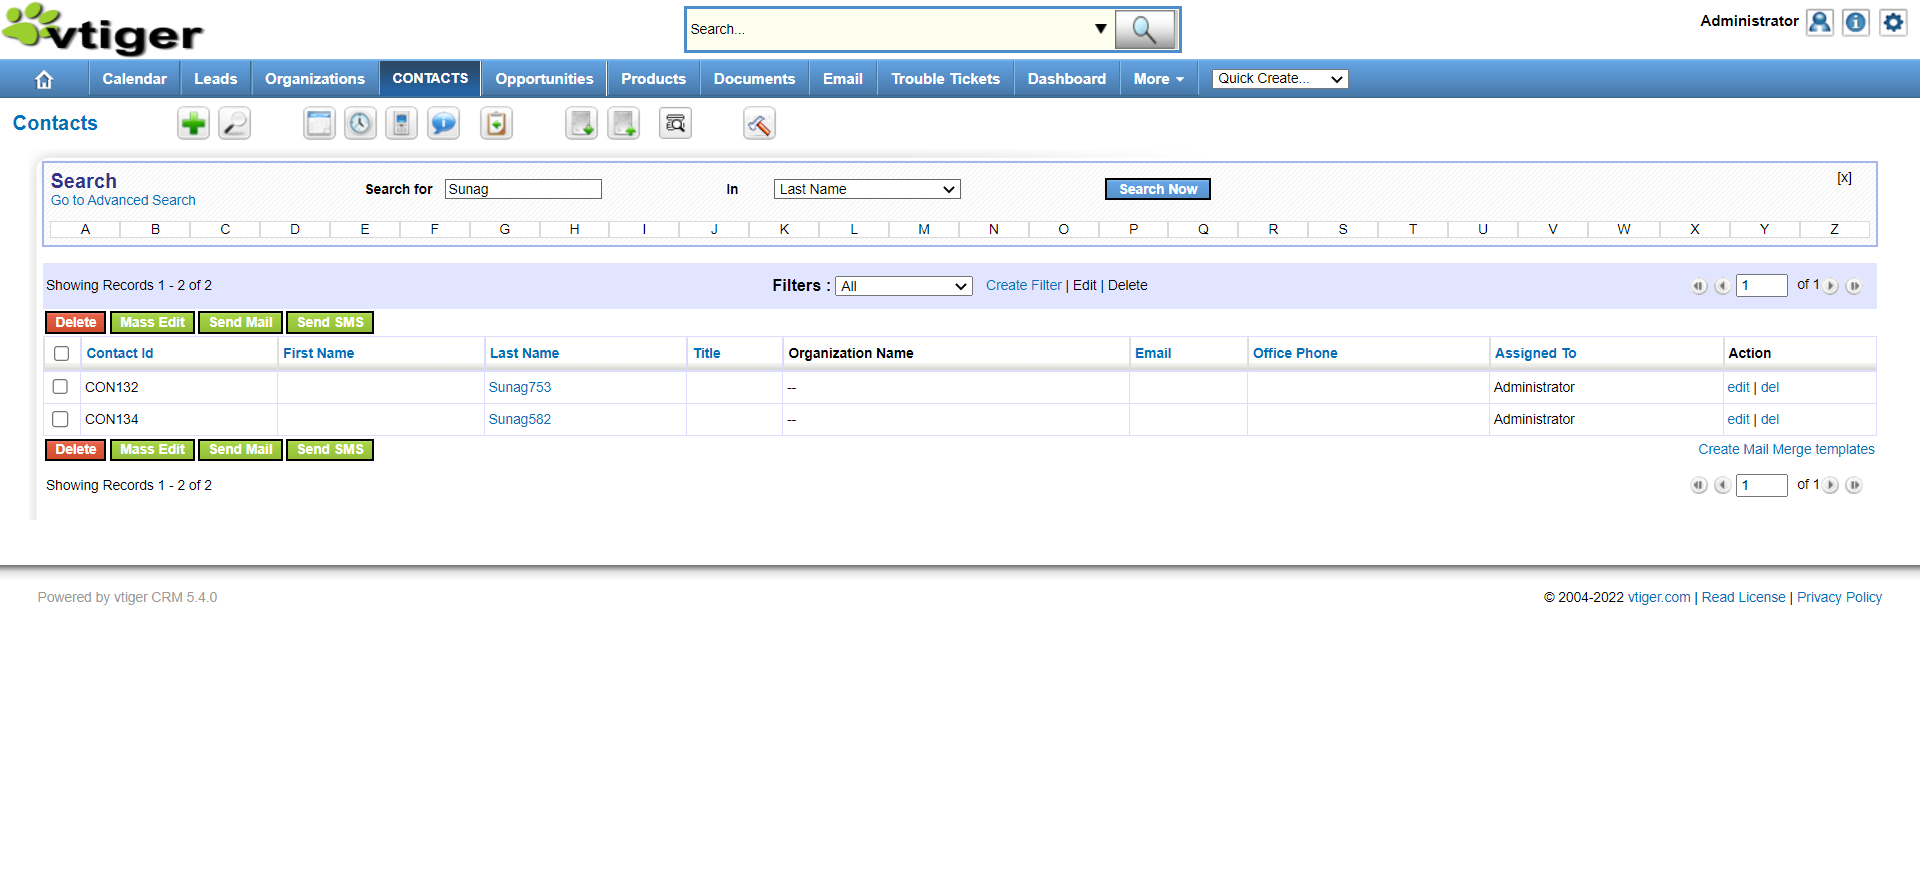 vtiger
Search...
Administrator
Calendar Leads Organizations CONTACTS Opportunities Products Documents Email Trouble Tickets Dashboard More Quick Create...
Contacts
Search
Go to Advanced Search
Search for Sunag In Last Name Search Now [x]
A B C D E F G H I J K L M N O P Q R S T U V W X Y Z
Showing Records 1 - 2 of 2 Filters : All Create Filter | Edit | Delete 1 of 1
Delete Mass Edit Send Mail Send SMS
Contact Id First Name Last Name Title Organization Name Email Office Phone Assigned To Action
CON132 Sunag753 -- Administrator edit | del
CON134 Sunag582 -- Administrator edit | del
Delete Mass Edit Send Mail Send SMS Create Mail Merge templates
Showing Records 1 - 2 of 2 1 of 1
Powered by vtiger CRM 5.4.0 © 2004-2022 vtiger.com | Read License | Privacy Policy